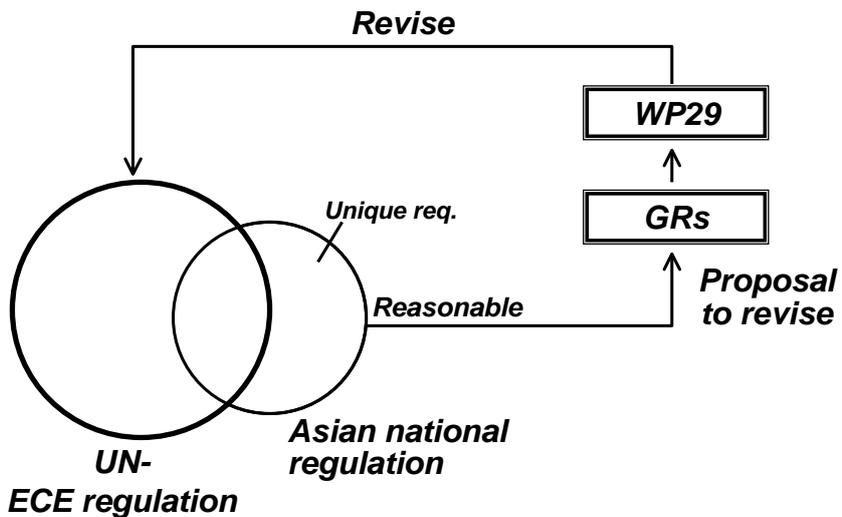 Revise
WP29
Unique req.
GRs
Reasonable
Proposal
to revise
Asian national
regulation
UN-
ECE regulation